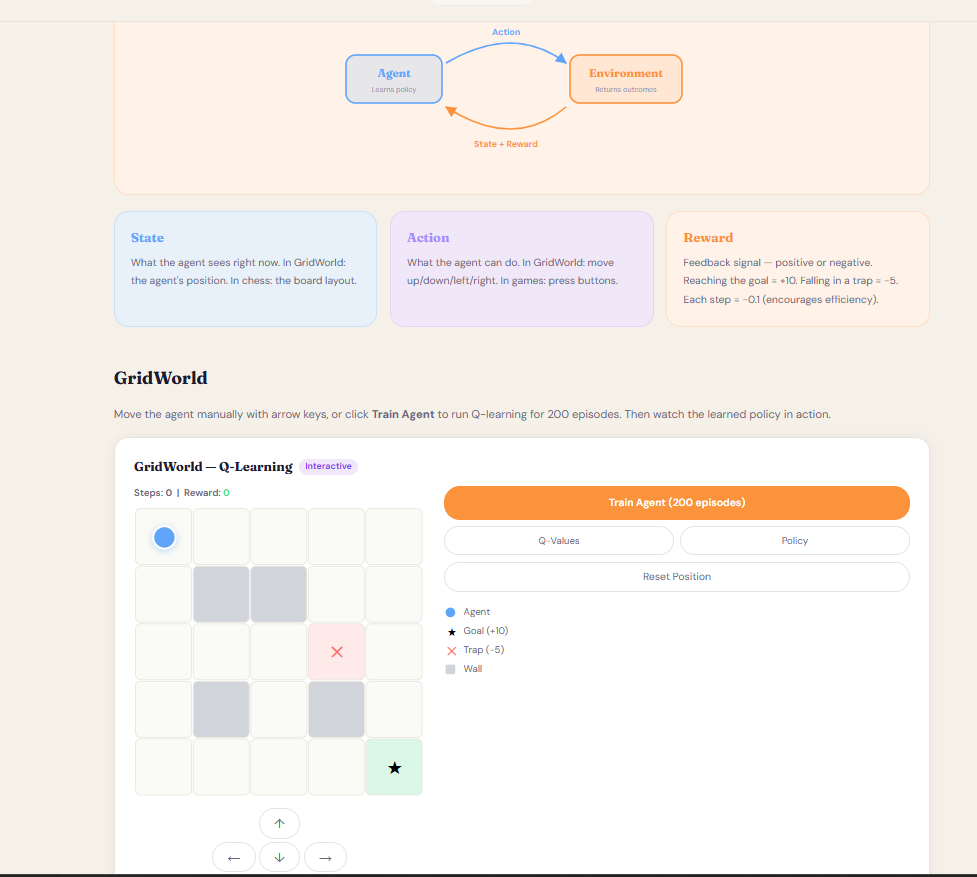 Action
Agent
Learns policy
Environment
Returns outcomes
State + Reward
State
What the agent sees right now. In GridWorld:
the agent's position. In chess: the board layout.
Action
What the agent can do. In GridWorld: move
up/down/left/right. In games: press buttons.
Reward
Feedback signal — positive or negative.
Reaching the goal = +10. Falling in a trap = −5.
Each step = −0.1 (encourages efficiency).
GridWorld
Move the agent manually with arrow keys, or click Train Agent to run Q-learning for 200 episodes. Then watch the learned policy in action.
GridWorld — Q-Learning Interactive
Steps: 0 | Reward: 0
Train Agent (200 episodes)
Q-Values
Policy
Reset Position
Agent
★ Goal (+10)
✕ Trap (−5)
Wall
✕
★
↑
← ↓ →